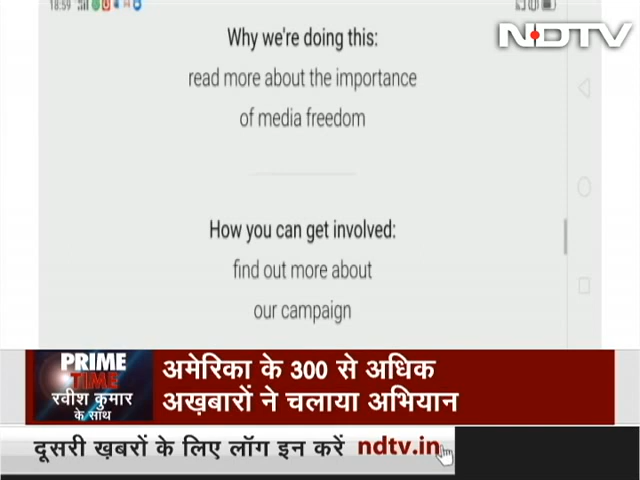 18:59
NDTV
Why we're doing this:
read more about the importance
of media freedom
How you can get involved:
find out more about
our campaign
PRIME
TIME
रवीश कुमार
के साथ
अमेरिका के 300 से अधिक
अख़बारों ने चलाया अभियान
दूसरी ख़बरों के लिए लॉग इन करें ndtv.in